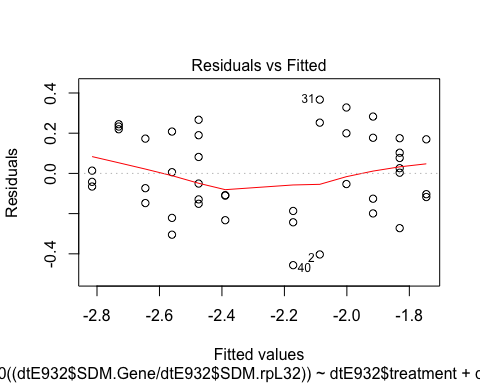 Residuals vs Fitted
Residuals
0.4
0.2
0.0
-0.4
31
2
40
-2.8 -2.6 -2.4 -2.2 -2.0 -1.8
Fitted values
0((dtE932$SDM.Gene/dtE932$SDM.rpL32)) ~ dtE932$treatment + c